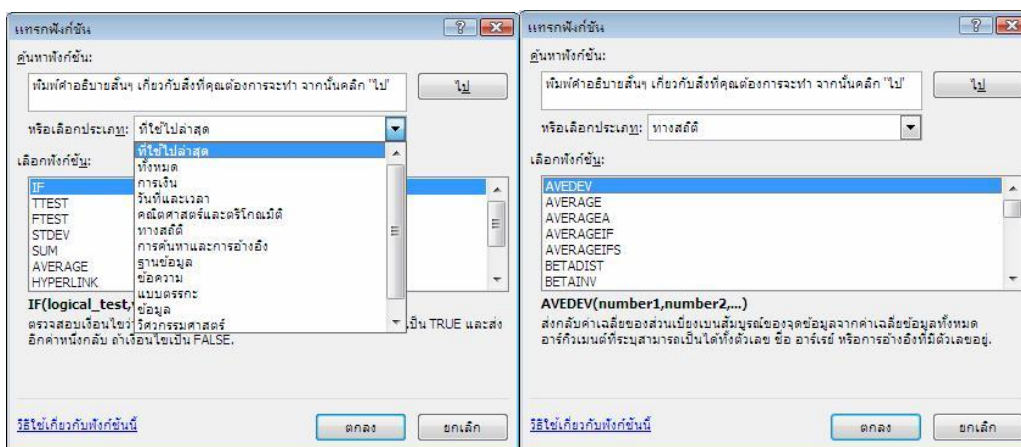 แทรกฟังก์ชัน
ค้นหาฟังก์ชัน:
พิมพ์คำอธิบายสั้นๆ เกี่ยวกับสิ่งที่คุณต้องการจะทำ จากนั้นคลิก "ไป"
ไป
หรือเลือกประเภท: ที่ใช้ไปล่าสุด
ที่ใช้ไปล่าสุด
ทั้งหมด
การเงิน
วันที่และเวลา
คณิตศาสตร์และตรีโกณมิติ
ทางสถิติ
การค้นหาและการอ้างอิง
ฐานข้อมูล
ข้อความ
แบบตรรกะ
ข้อมูล
วิศวกรรมศาสตร์
เลือกฟังก์ชัน:
IF
TTEST
FTEST
STDEV
SUM
AVERAGE
HYPERLINK
IF(logical_test,
ตรวจสอบเงื่อนไขว่า เป็น TRUE และส่ง
อีกค่าหนึ่งกลับ ถ้าเงื่อนไขเป็น FALSE.
วิธีใช้เกี่ยวกับฟังก์ชันนี้
ตกลง
ยกเลิก
แทรกฟังก์ชัน
ค้นหาฟังก์ชัน:
พิมพ์คำอธิบายสั้นๆ เกี่ยวกับสิ่งที่คุณต้องการจะทำ จากนั้นคลิก "ไป"
ไป
หรือเลือกประเภท: ทางสถิติ
เลือกฟังก์ชัน:
AVEDEV
AVERAGE
AVERAGEA
AVERAGEIF
AVERAGEIFS
BETADIST
BETAINV
AVEDEV(number1,number2,...)
ส่งกลับค่าเฉลี่ยของส่วนเบี่ยงเบนสัมบูรณ์ของจุดข้อมูลจากค่าเฉลี่ยข้อมูลทั้งหมด
อาร์กิวเมนต์ที่ระบุสามารถเป็นได้ทั้งตัวเลข ชื่อ อาร์เรย์ หรือการอ้างอิงที่มีตัวเลขอยู่.
วิธีใช้เกี่ยวกับฟังก์ชันนี้
ตกลง
ยกเลิก